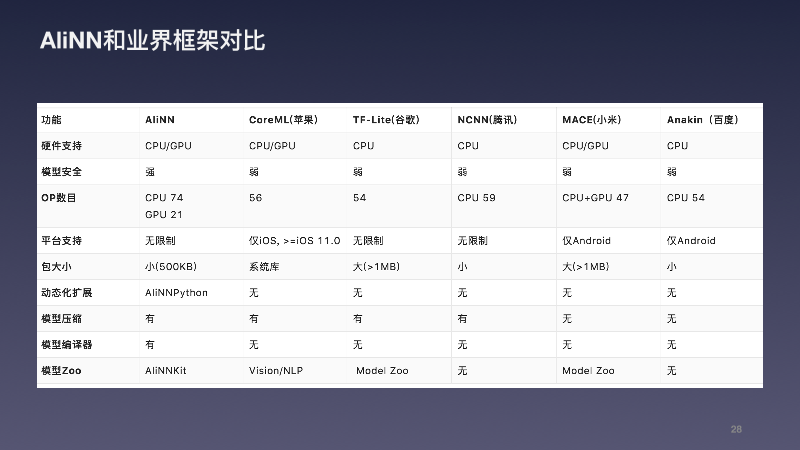 AliNN和业界框架对比
功能 AliNN CoreML(苹果) TF-Lite(谷歌) NCNN(腾讯) MACE(小米) Anakin（百度）
硬件支持 CPU/GPU CPU/GPU CPU CPU CPU/GPU CPU
模型安全 强 弱 弱 弱 弱 弱
OP数目 CPU 74 56 54 CPU 59 CPU+GPU 47 CPU 54
GPU 21
平台支持 无限制 仅iOS, >=iOS 11.0 无限制 无限制 仅Android 仅Android
包大小 小(500KB) 系统库 大(>1MB) 小 大(>1MB) 小
动态化扩展 AliNNPython 无 无 无 无 无
模型压缩 有 有 有 有 无 无
模型编译器 有 无 无 无 无 无
模型Zoo AliNNKit Vision/NLP Model Zoo 无 Model Zoo 无
28